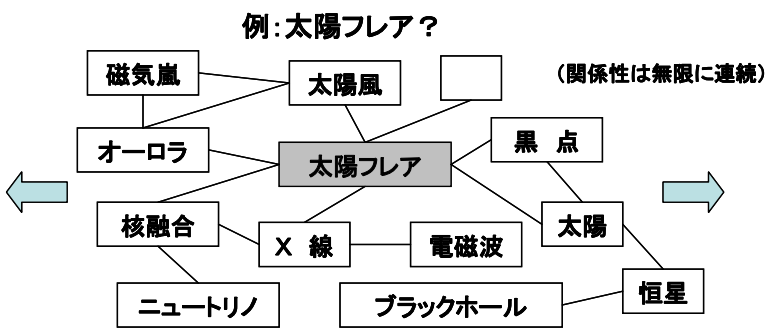 例:太陽フレア?
磁気嵐
太陽風
(関係性は無限に連続)
オーロラ
太陽フレア
黒 点
核融合
X 線
電磁波
太陽
ニュートリノ
ブラックホール
恒星